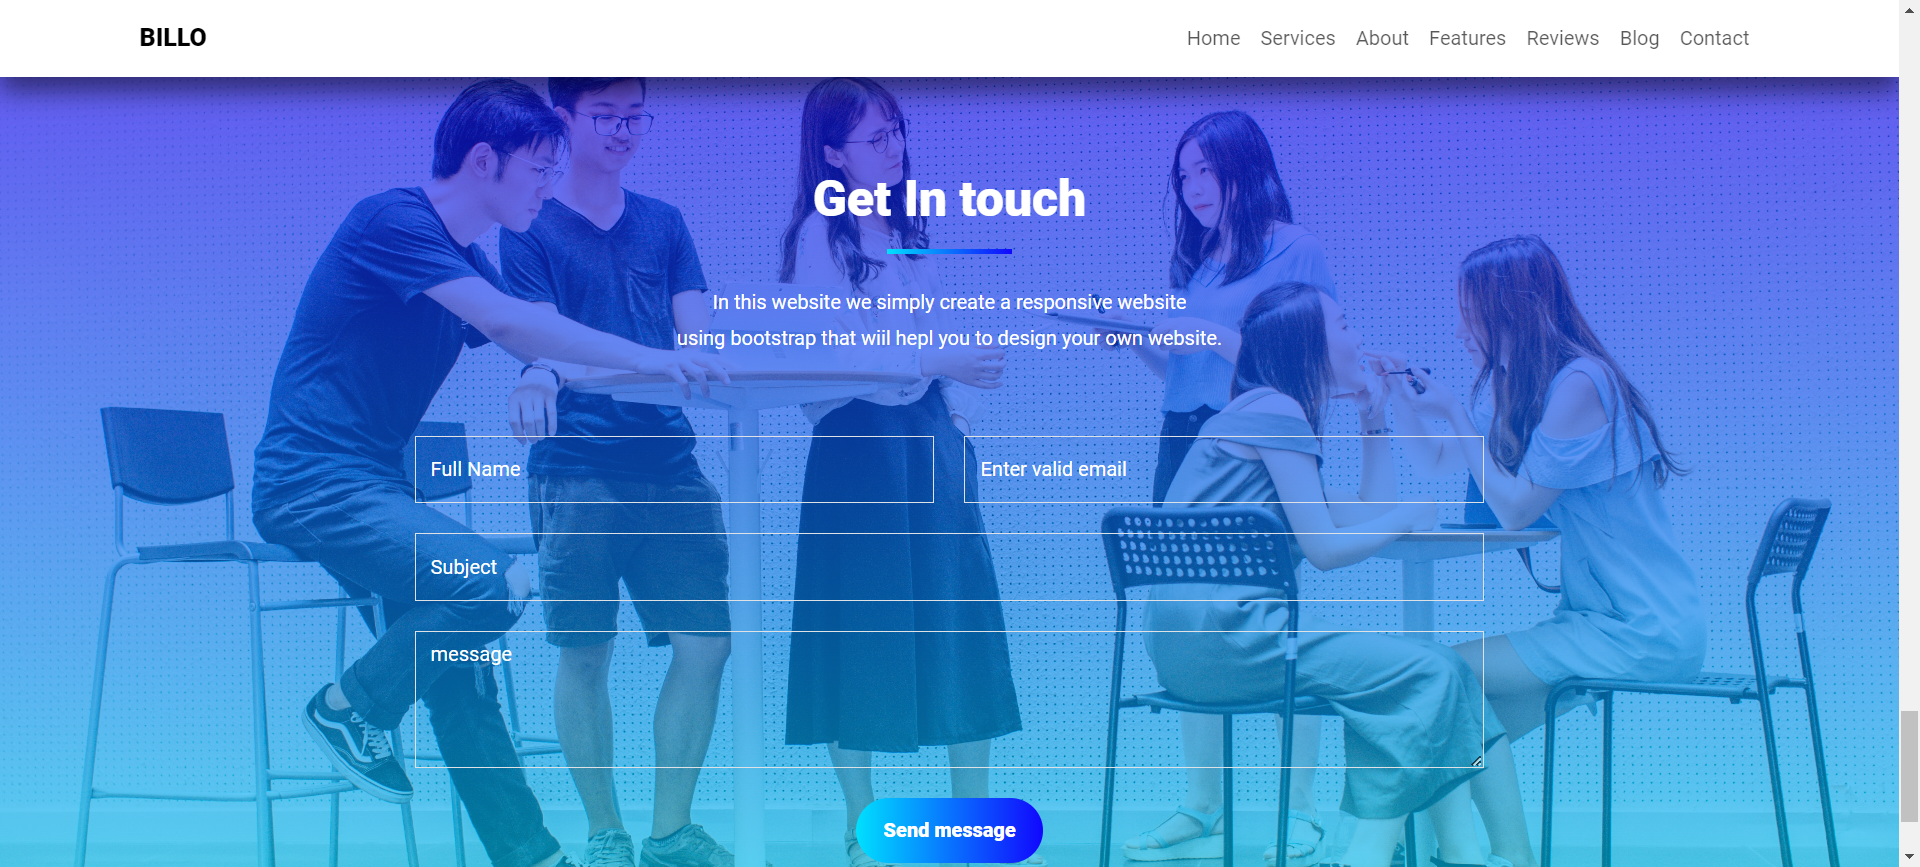 BILLO
Home Services About Features Reviews Blog Contact
Get In touch
In this website we simply create a responsive website
using bootstrap that wiil hepl you to design your own website.
Full Name
Enter valid email
Subject
message
Send message